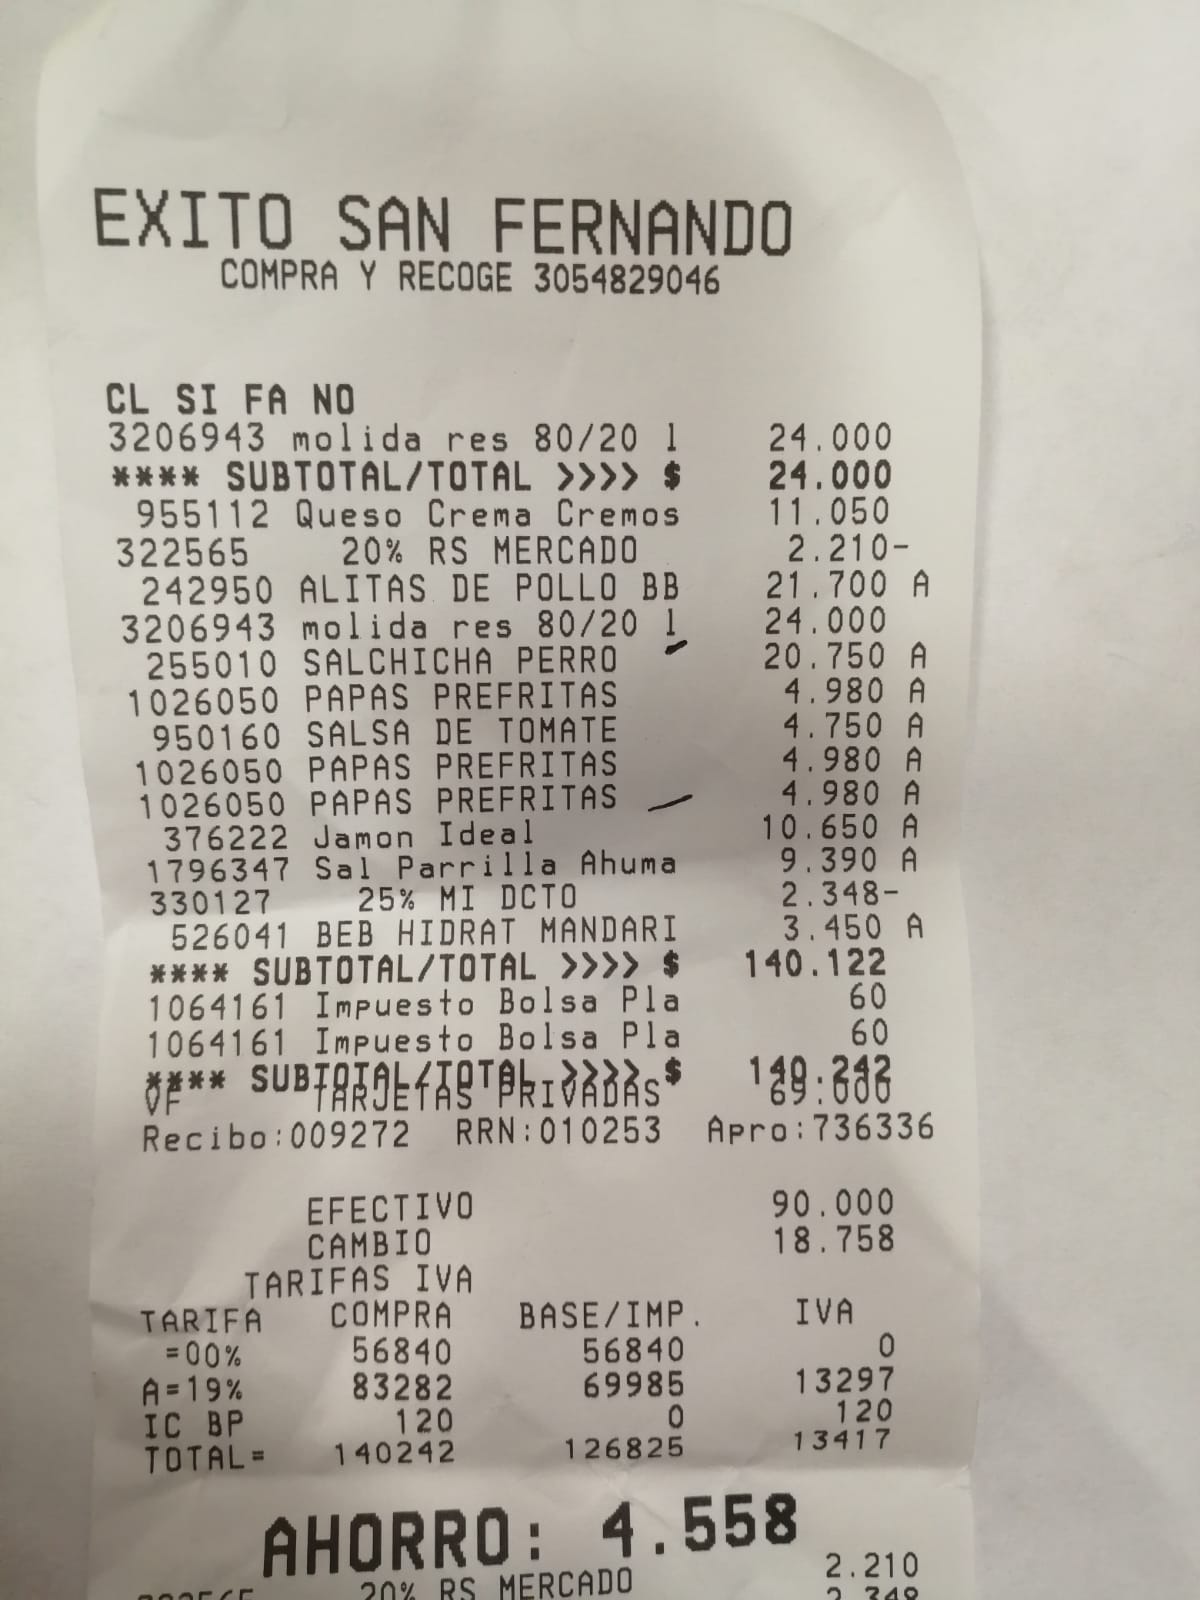 EXITO SAN FERNANDO
COMPRA Y RECOGE 3054829046
CL SI FA NO
3206943 molida res 80/20 l 24.000
**** SUBTOTAL/TOTAL >>>> $ 24.000
955112 Queso Crema Cremos 11.050
322565 20% RS MERCADO 2.210-
242950 ALITAS DE POLLO BB 21.700 A
3206943 molida res 80/20 l 24.000
255010 SALCHICHA PERRO 20.750 A
1026050 PAPAS PREFRITAS 4.980 A
950160 SALSA DE TOMATE 4.750 A
1026050 PAPAS PREFRITAS 4.980 A
1026050 PAPAS PREFRITAS 4.980 A
376222 Jamon Ideal 10.650 A
1796347 Sal Parrilla Ahuma 9.390 A
330127 25% MI DCTO 2.348-
526041 BEB HIDRAT MANDARI 3.450 A
**** SUBTOTAL/TOTAL >>>> $ 140.122
1064161 Impuesto Bolsa Pla 60
1064161 Impuesto Bolsa Pla 60
**** SUBTOTAL/TOTAL >>>> $ 140.242
VF TARJETAS PRIVADAS 69.000
Recibo:009272 RRN:010253 Apro:736336
EFECTIVO 90.000
CAMBIO 18.758
TARIFAS IVA
TARIFA COMPRA BASE/IMP. IVA
=00% 56840 56840 0
A=19% 83282 69985 13297
IC BP 120 0 120
TOTAL= 140242 126825 13417
AHORRO: 4.558
20% RS MERCADO 2.210